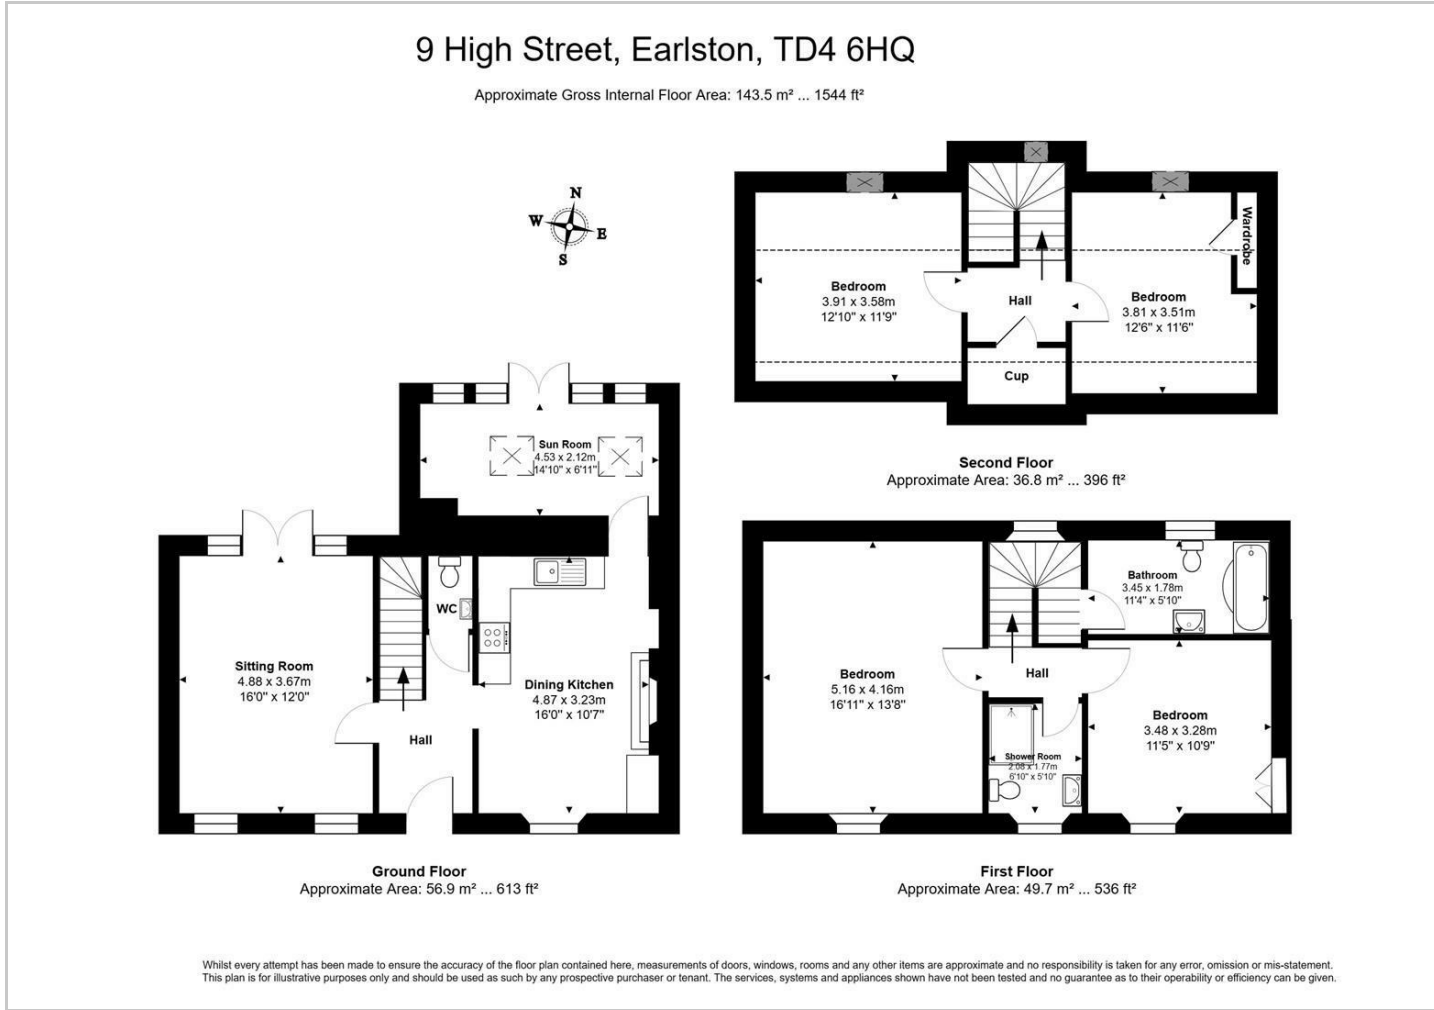 9 High Street, Earlston, TD4 6HQ
Approximate Gross Internal Floor Area: 143.5 m² ... 1544 ft²
N
W
E
S
Bedroom
3.91 x 3.58m
12'10" x 11'9"
Hall
Cup
Bedroom
3.81 x 3.51m
12'6" x 11'6"
Wardrobe
Second Floor
Approximate Area: 36.8 m² ... 396 ft²
Sun Room
4.53 x 2.12m
14'10" x 6'11"
Sitting Room
4.88 x 3.67m
16'0" x 12'0"
WC
Hall
Dining Kitchen
4.87 x 3.23m
16'0" x 10'7"
Ground Floor
Approximate Area: 56.9 m² ... 613 ft²
Bedroom
5.16 x 4.16m
16'11" x 13'8"
Hall
Bathroom
3.45 x 1.78m
11'4" x 5'10"
Shower Room
2.08 x 1.77m
6'10" x 5'10"
Bedroom
3.48 x 3.28m
11'5" x 10'9"
First Floor
Approximate Area: 49.7 m² ... 536 ft²
Whilst every attempt has been made to ensure the accuracy of the floor plan contained here, measurements of doors, windows, rooms and any other items are approximate and no responsibility is taken for any error, omission or mis-statement.
This plan is for illustrative purposes only and should be used as such by any prospective purchaser or tenant. The services, systems and appliances shown have not been tested and no guarantee as to their operability or efficiency can be given.